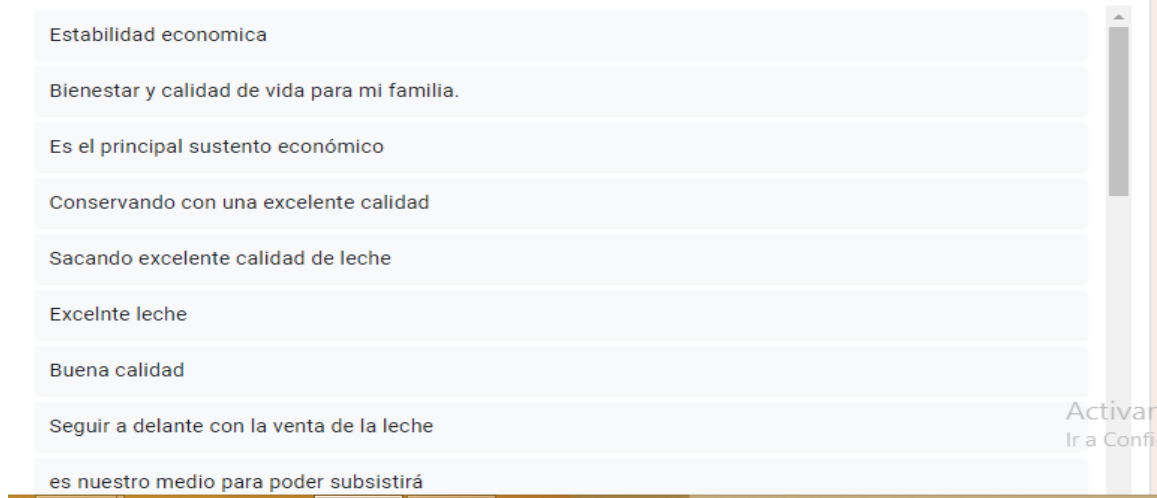 Estabilidad economica
Bienestar y calidad de vida para mi familia.
Es el principal sustento económico
Conservando con una excelente calidad
Sacando excelente calidad de leche
Excelnte leche
Buena calidad
Seguir a delante con la venta de la leche
es nuestro medio para poder subsistirá
Activar
Ir a Confi